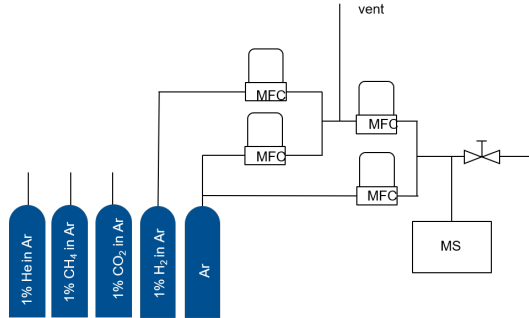 vent
MFC
MFC
MFC
MFC
MS
1% He in Ar
1% CH₄ in Ar
1% CO₂ in Ar
1% H₂ in Ar
Ar